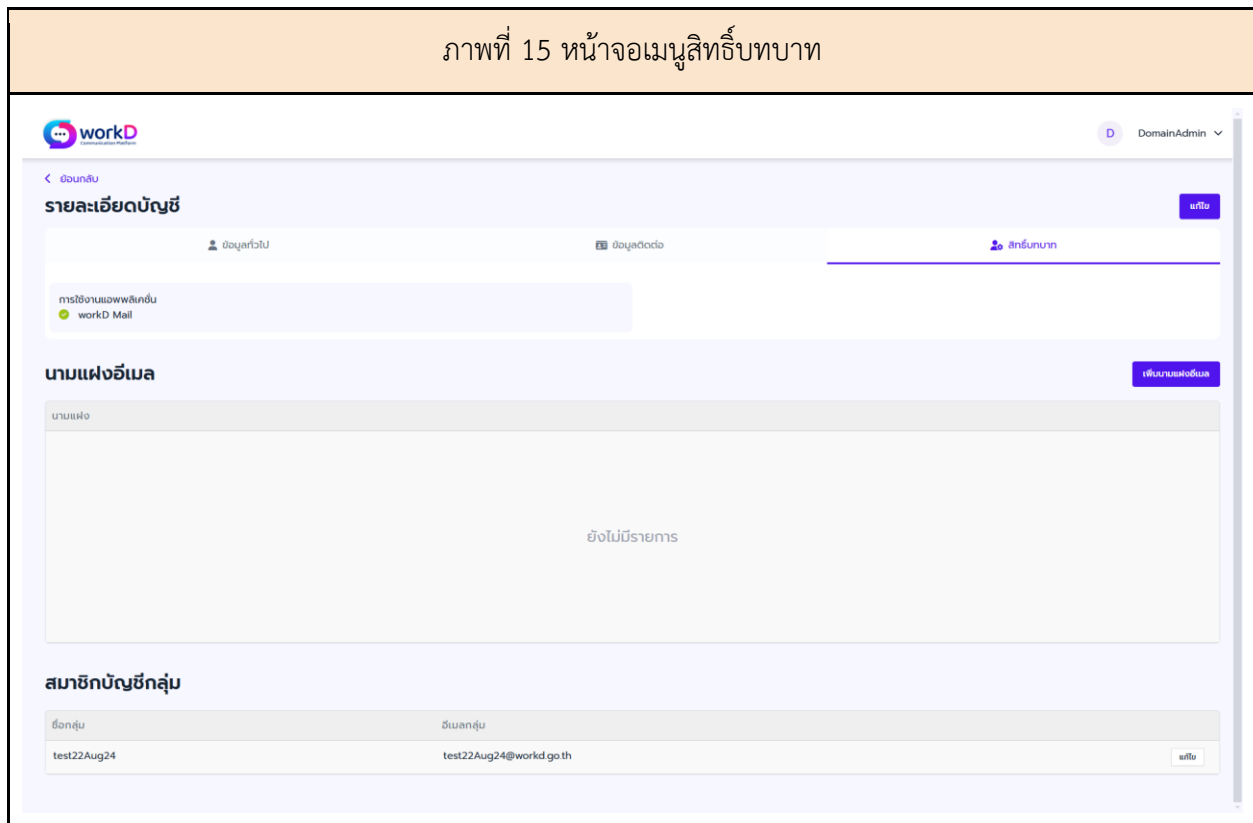 ภาพที่ 15 หน้าจอเมนูสิทธิ์บทบาท
workD
Communication Platform
D DomainAdmin
ย้อนกลับ
รายละเอียดบัญชี
แก้ไข
ข้อมูลทั่วไป ข้อมูลติดต่อ สิทธิ์บทบาท
การใช้งานแอพพลิเคชั่น
workD Mail
นามแฝงอีเมล
เพิ่มนามแฝงอีเมล
นามแฝง
ยังไม่มีรายการ
สมาชิกบัญชีกลุ่ม
ชื่อกลุ่ม อีเมลกลุ่ม
test22Aug24 test22Aug24@workd.go.th แก้ไข